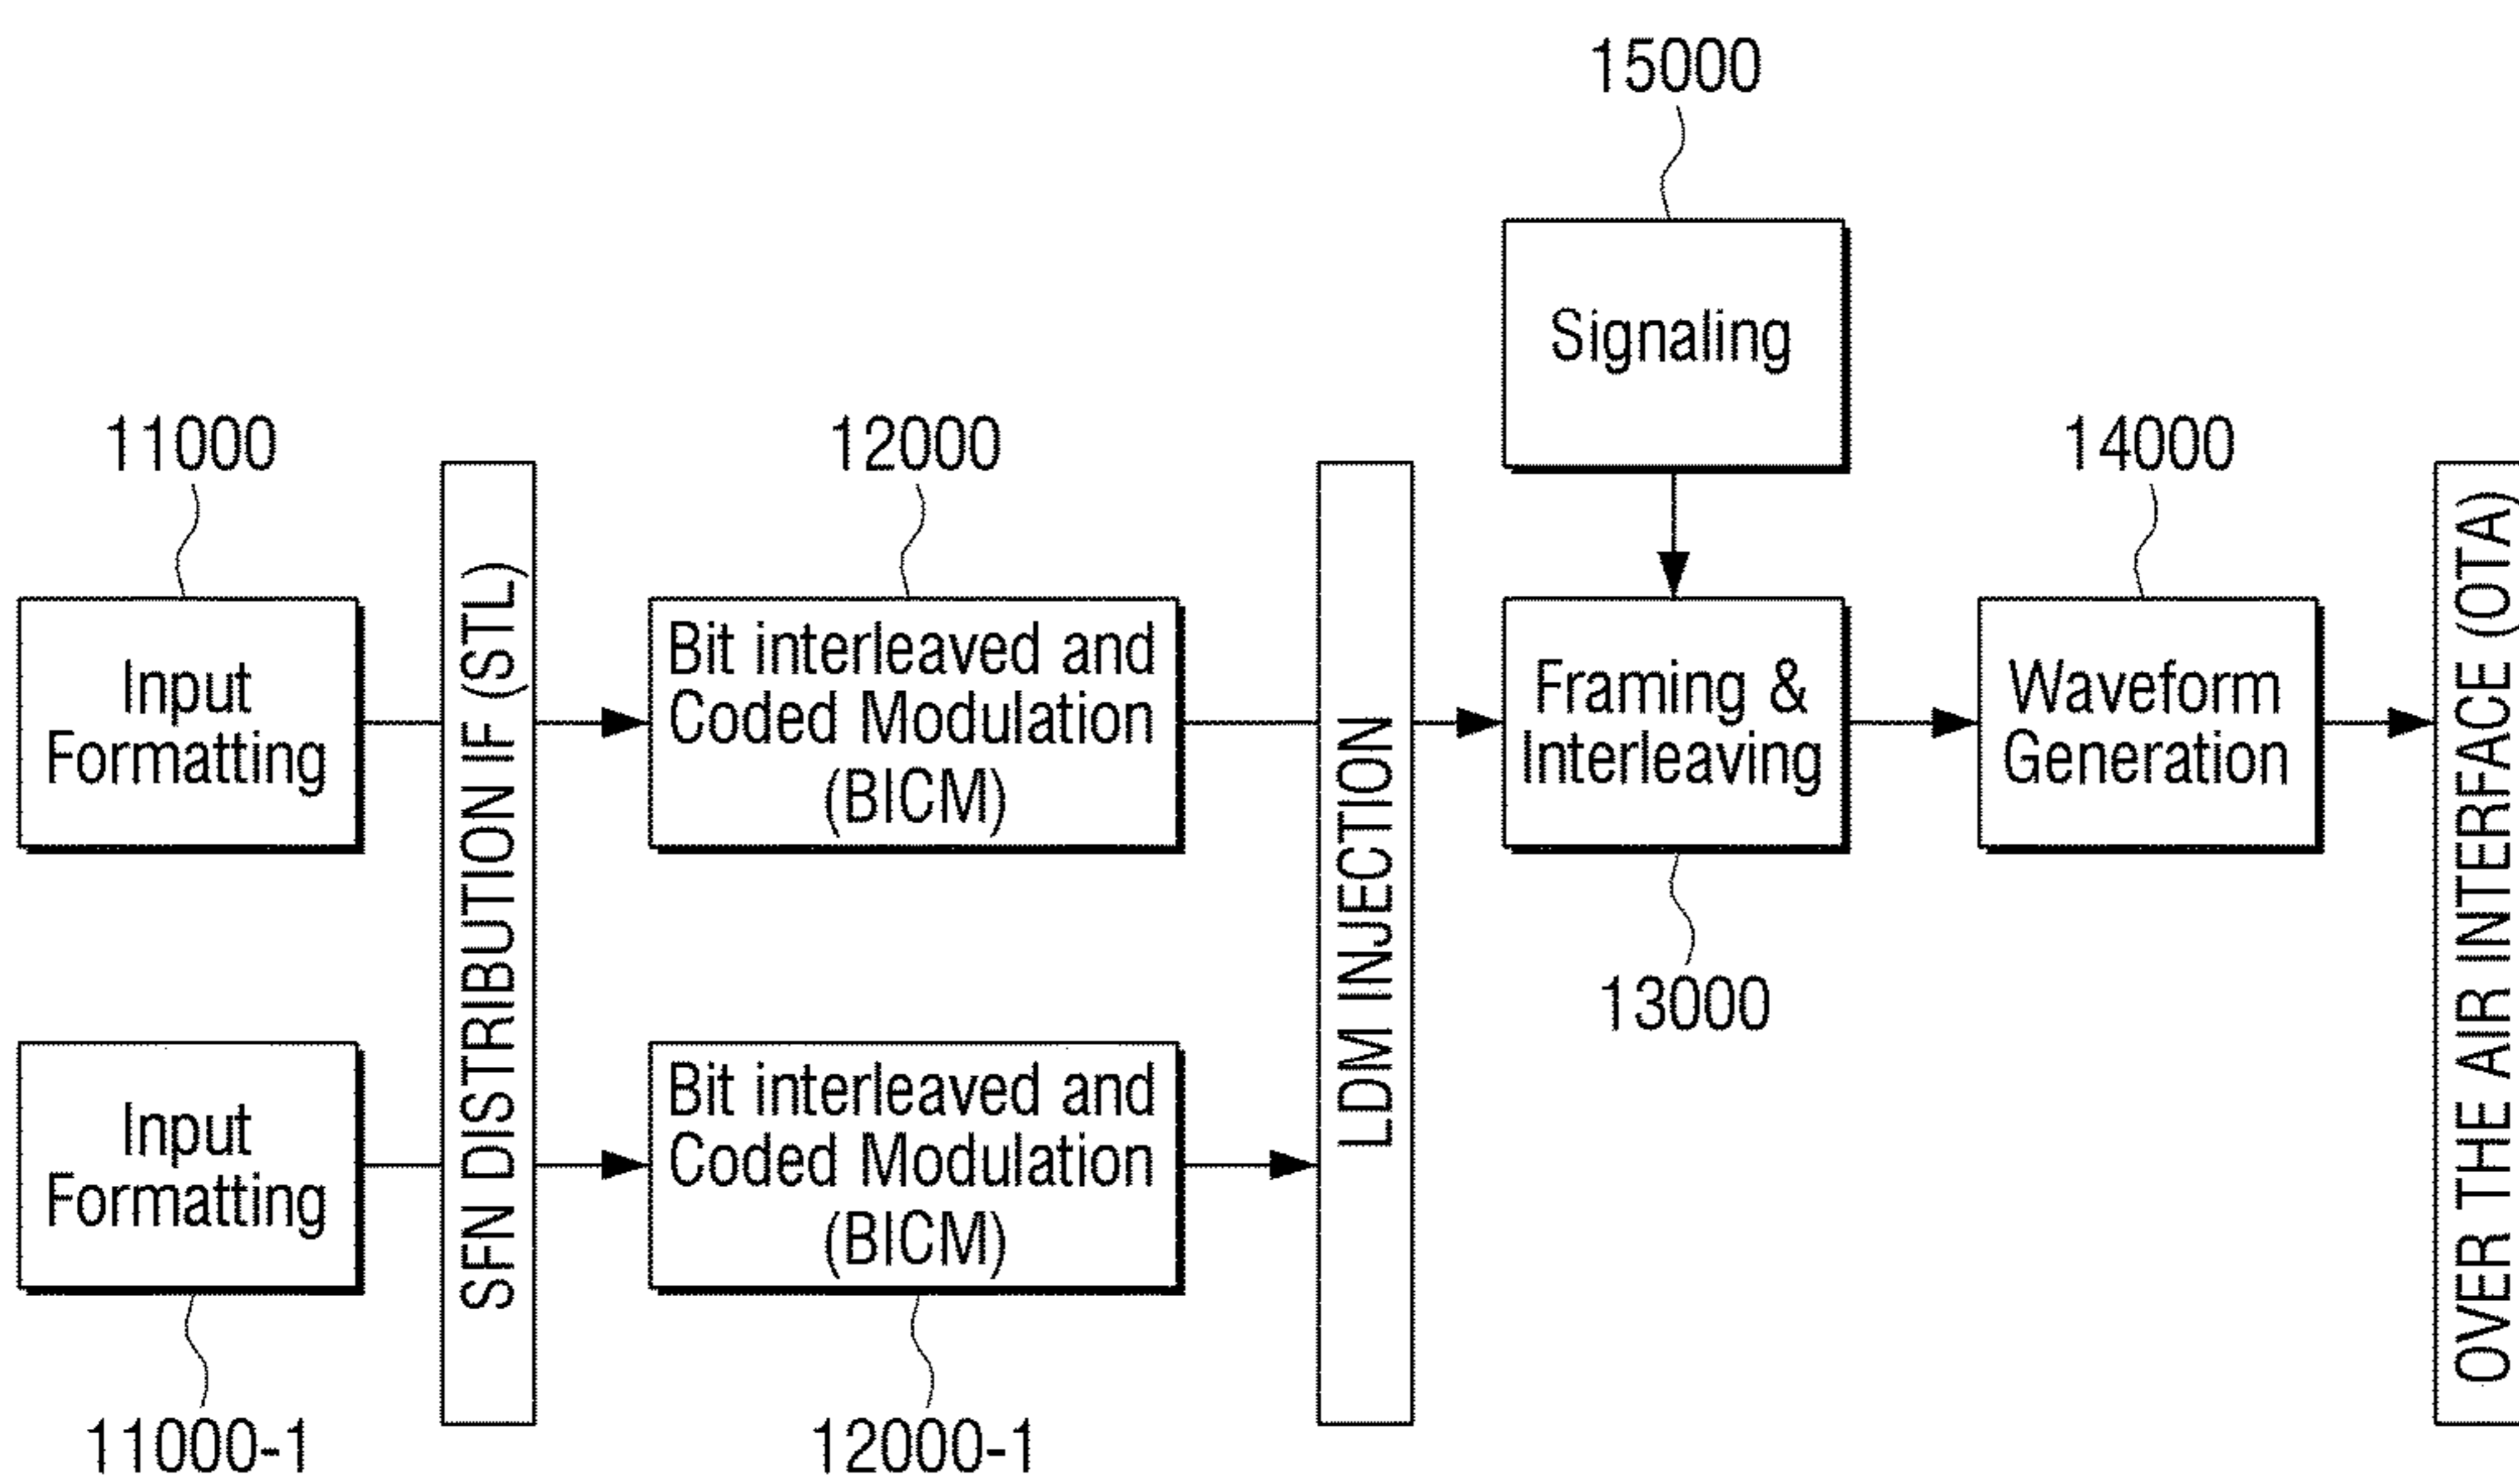 15000
Signaling
11000
12000
14000
Input
Formatting
SFN DISTRIBUTION IF (STL)
Bit interleaved and
Coded Modulation
(BICM)
LDM INJECTION
Framing &
Interleaving
Waveform
Generation
OVER THE AIR INTERFACE (OTA)
13000
Input
Formatting
Bit interleaved and
Coded Modulation
(BICM)
11000-1
12000-1